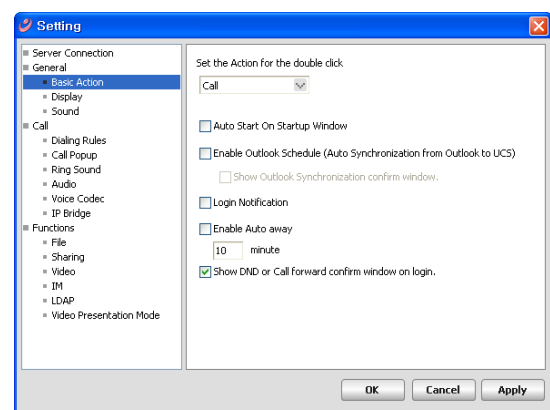 Setting
Server Connection
General
Basic Action
Display
Sound
Call
Dialing Rules
Call Popup
Ring Sound
Audio
Voice Codec
IP Bridge
Functions
File
Sharing
Video
IM
LDAP
Video Presentation Mode
Set the Action for the double click
Call
Auto Start On Startup Window
Enable Outlook Schedule (Auto Synchronization from Outlook to UCS)
Show Outlook Synchronization confirm window.
Login Notification
Enable Auto away
10 minute
Show DND or Call forward confirm window on login.
OK Cancel Apply